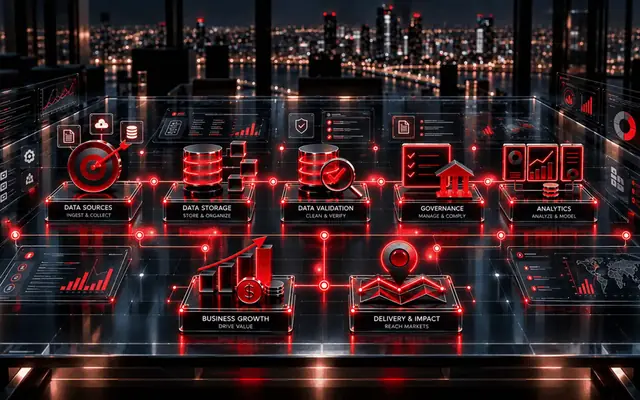 DATA SOURCES
INGEST & COLLECT
DATA STORAGE
STORE & ORGANIZE
DATA VALIDATION
CLEAN & VERIFY
GOVERNANCE
MANAGE & COMPLY
ANALYTICS
ANALYZE & MODEL
$
BUSINESS GROWTH
DRIVE VALUE
DELIVERY & IMPACT
REACH MARKETS